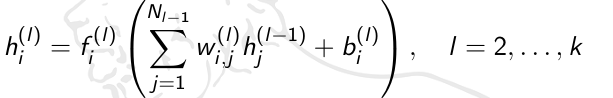 h_i^{(l)} = f_i^{(l)} \left( \sum_{j=1}^{N_{l-1}} w_{i,j}^{(l)} h_j^{(l-1)} + b_i^{(l)} \right), \quad l = 2, \ldots, k